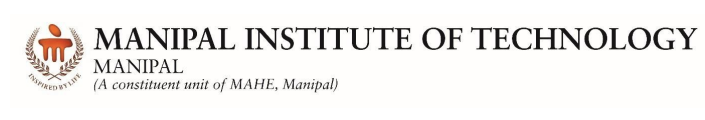 MANIPAL INSTITUTE OF TECHNOLOGY
MANIPAL
(A constituent unit of MAHE, Manipal)
INSPIRED BY LIFE